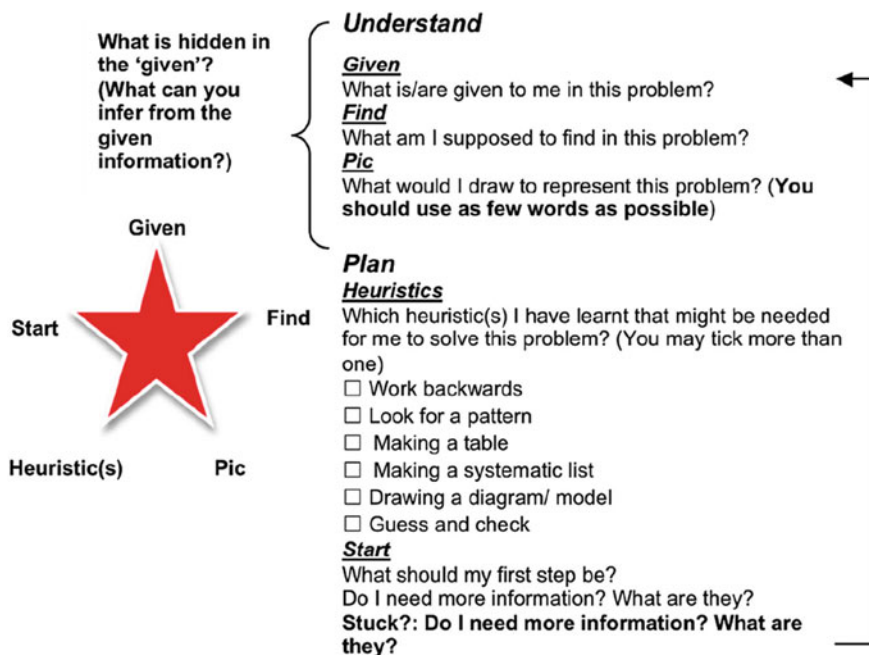 What is hidden in
the ‘given’?
(What can you
infer from the
given
information?)
Given
Start
Find
Heuristic(s)
Pic
Understand
Given
What is/are given to me in this problem?
Find
What am I supposed to find in this problem?
Pic
What would I draw to represent this problem? (You
should use as few words as possible)
Plan
Heuristics
Which heuristic(s) I have learnt that might be needed
for me to solve this problem? (You may tick more than
one)
☐ Work backwards
☐ Look for a pattern
☐ Making a table
☐ Making a systematic list
☐ Drawing a diagram/ model
☐ Guess and check
Start
What should my first step be?
Do I need more information? What are they?
Stuck?: Do I need more information? What are
they?